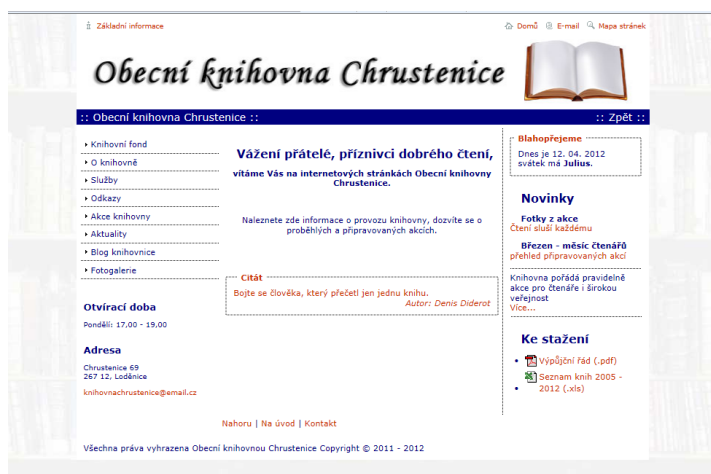 Základní informace
Domů E-mail Mapa stránek
Obecní knihovna Chrustenice
:: Obecní knihovna Chrustenice ::
:: Zpět ::
Knihovní fond
O knihovně
Služby
Odkazy
Akce knihovny
Aktuality
Blog knihovnice
Fotogalerie
Otvírací doba
Pondělí: 17,00 - 19,00
Adresa
Chrustenice 69
267 12, Loděnice
knihovnachrustenice@email.cz
Vážení přátelé, příznivci dobrého čtení,
vítáme Vás na internetových stránkách Obecní knihovny
Chrustenice.
Naleznete zde informace o provozu knihovny, dozvíte se o
proběhlých a připravovaných akcích.
Citát
Bojte se člověka, který přečetl jen jednu knihu.
Autor: Denis Diderot
Blahopřejeme
Dnes je 12. 04. 2012
svátek má Julius.
Novinky
Fotky z akce
Čtení sluší každému
Březen - měsíc čtenářů
přehled připravovaných akcí
Knihovna pořádá pravidelně
akce pro čtenáře i širokou
veřejnost
Více...
Ke stažení
Výpůjční řád (.pdf)
Seznam knih 2005 -
2012 (.xls)
Nahoru | Na úvod | Kontakt
Všechna práva vyhrazena Obecní knihovnou Chrustenice Copyright © 2011 - 2012